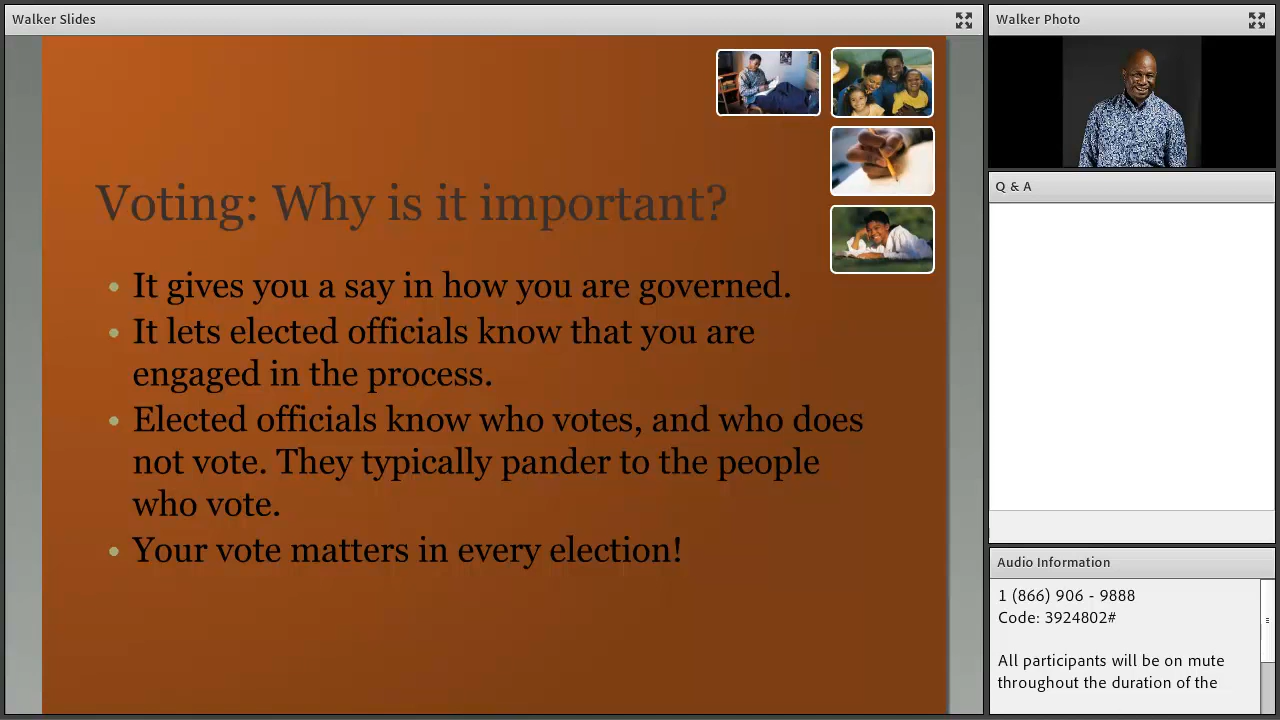 Walker Slides
Voting: Why is it important?
• It gives you a say in how you are governed.
• It lets elected officials know that you are
engaged in the process.
• Elected officials know who votes, and who does
not vote. They typically pander to the people
who vote.
• Your vote matters in every election!
Walker Photo
Q & A
Audio Information
1 (866) 906 - 9888
Code: 3924802#
All participants will be on mute
throughout the duration of the